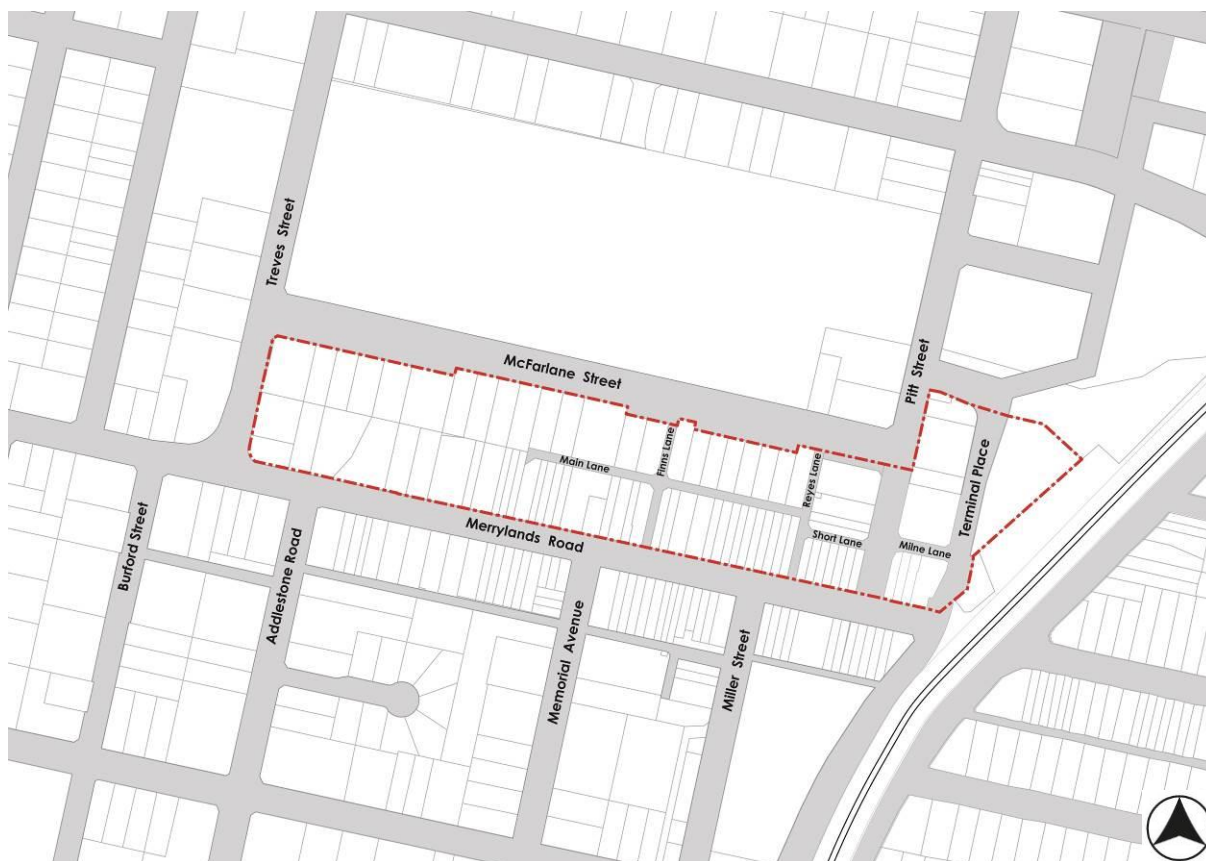 Treves Street
McFarlane Street
Pitt Street
Finns Lane
Main Lane
Reyes Lane
Terminal Place
Short Lane
Milne Lane
Merrylands Road
Burford Street
Addlestone Road
Memorial Avenue
Miller Street